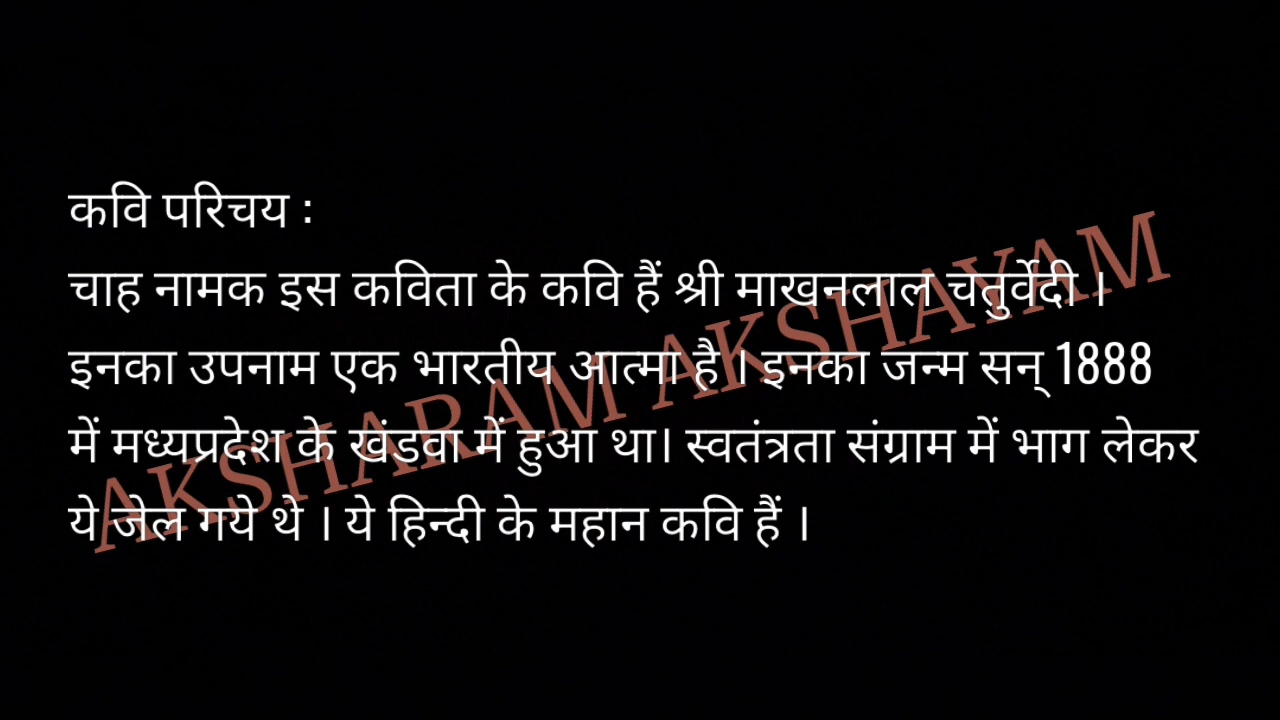 कवि परिचय :
चाह नामक इस कविता के कवि हैं श्री माखनलाल चतुर्वेदी ।
इनका उपनाम एक भारतीय आत्मा है । इनका जन्म सन् 1888
में मध्यप्रदेश के खंडवा में हुआ था। स्वतंत्रता संग्राम में भाग लेकर
ये जेल गये थे । ये हिन्दी के महान कवि हैं ।
AKSHARAM AKSHAYAM